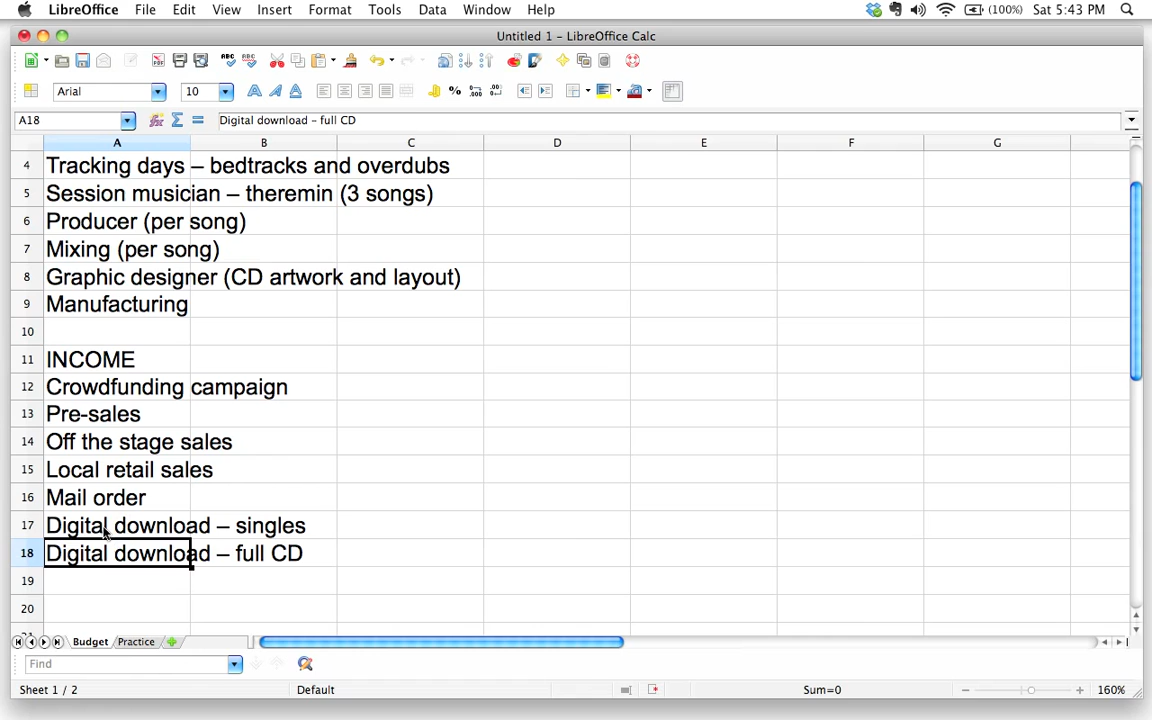 LibreOffice File Edit View Insert Format Tools Data Window Help (100%) Sat 5:43 PM
Untitled 1 – LibreOffice Calc
Arial 10
A18 Digital download – full CD
A B C D E F G
4 Tracking days – bedtracks and overdubs
5 Session musician – theremin (3 songs)
6 Producer (per song)
7 Mixing (per song)
8 Graphic designer (CD artwork and layout)
9 Manufacturing
10
11 INCOME
12 Crowdfunding campaign
13 Pre-sales
14 Off the stage sales
15 Local retail sales
16 Mail order
17 Digital download – singles
18 Digital download – full CD
19
20
Budget Practice
Find
Sheet 1 / 2 Default Sum=0 160%